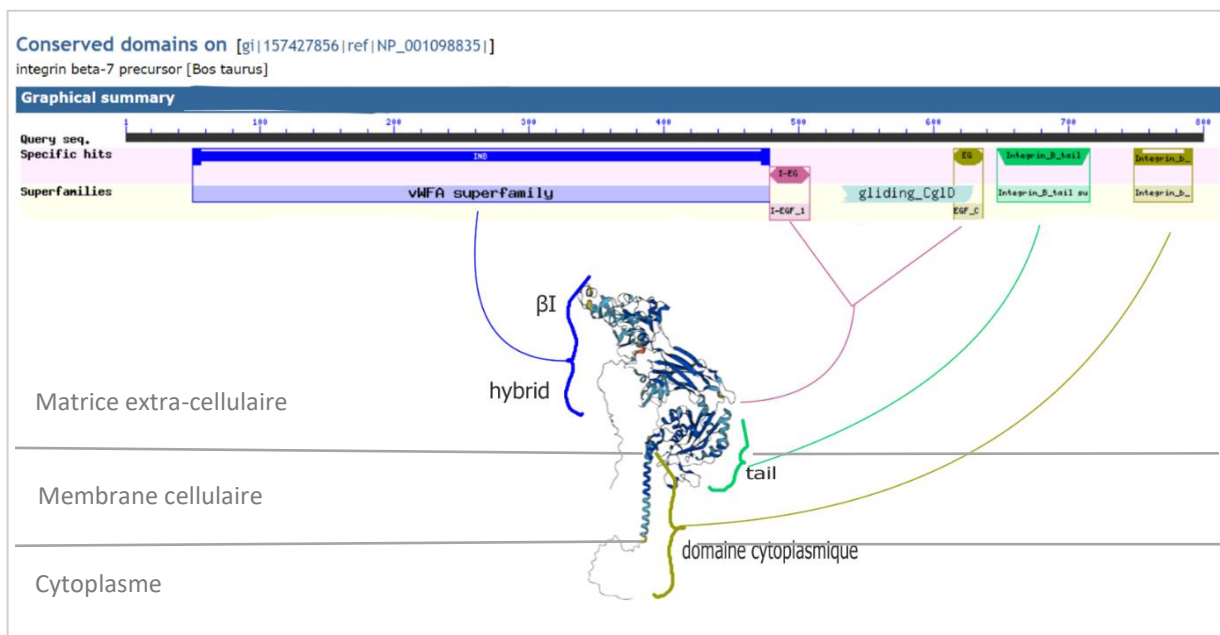 Conserved domains on [gi|157427856|ref|NP_001098835|]
integrin beta-7 precursor [Bos taurus]
Graphical summary
1 100 200 300 400 500 600 700 800
Query seq.
Specific hits INB I-EG EG Integrin_B_tail Integrin_b_
Superfamilies vWFA superfamily I-EGF_1 gliding_CglD EGF_C Integrin_B_tail su Integrin_b_
βI
hybrid
Matrice extra-cellulaire
tail
Membrane cellulaire
domaine cytoplasmique
Cytoplasme